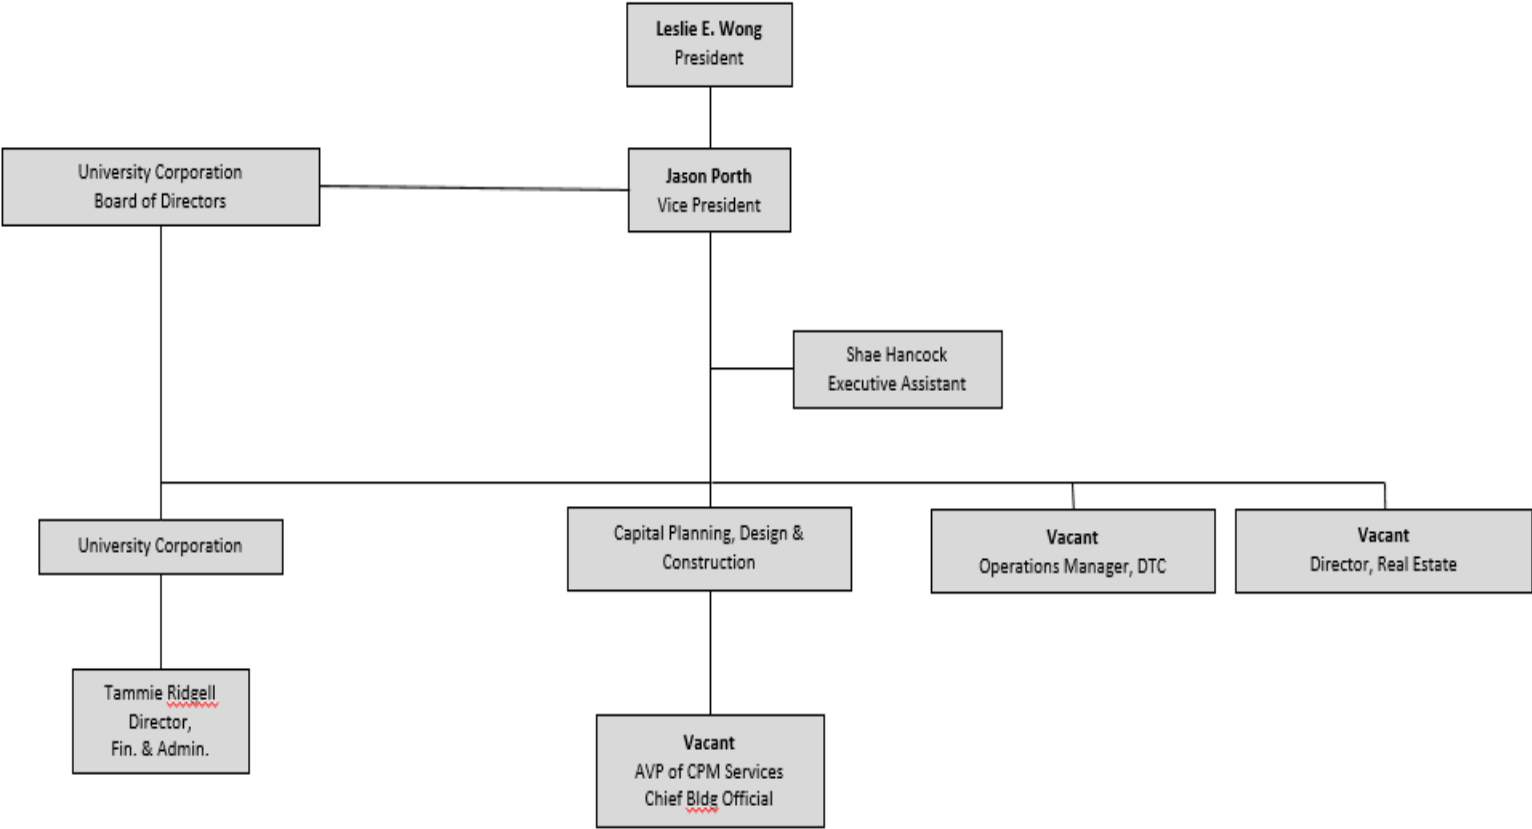 Leslie E. Wong
President
University Corporation
Board of Directors
Jason Porth
Vice President
Shae Hancock
Executive Assistant
University Corporation
Capital Planning, Design &
Construction
Vacant
Operations Manager, DTC
Vacant
Director, Real Estate
Tammie Ridgell
Director,
Fin. & Admin.
Vacant
AVP of CPM Services
Chief Bldg Official